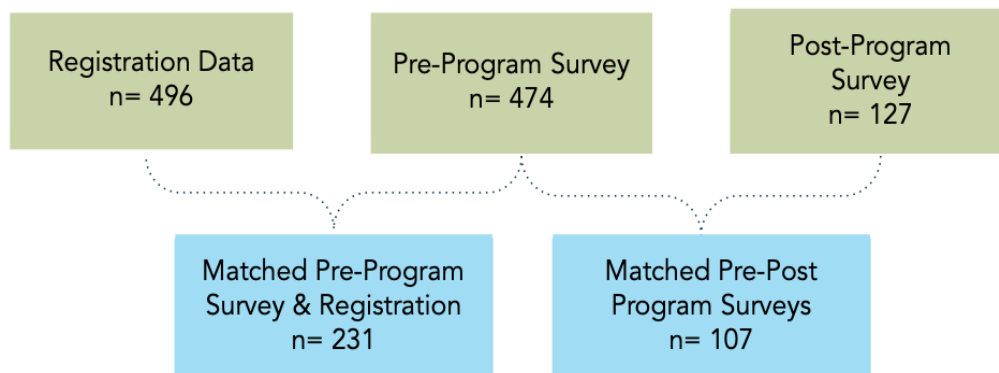 Registration Data
n= 496
Pre-Program Survey
n= 474
Post-Program
Survey
n= 127
Matched Pre-Program
Survey & Registration
n= 231
Matched Pre-Post
Program Surveys
n= 107